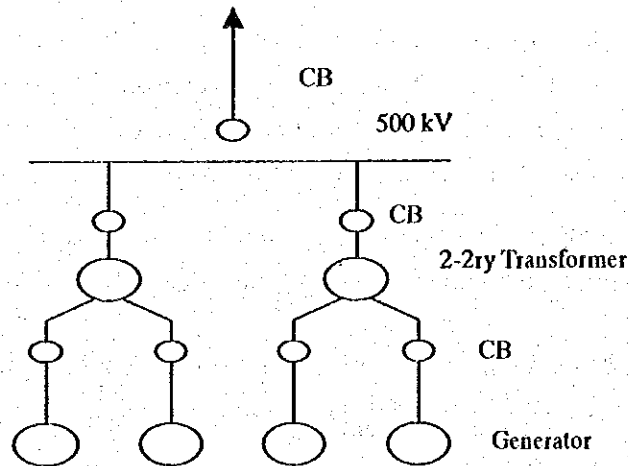 CB
500 kV
CB
2-2ry Transformer
CB
Generator